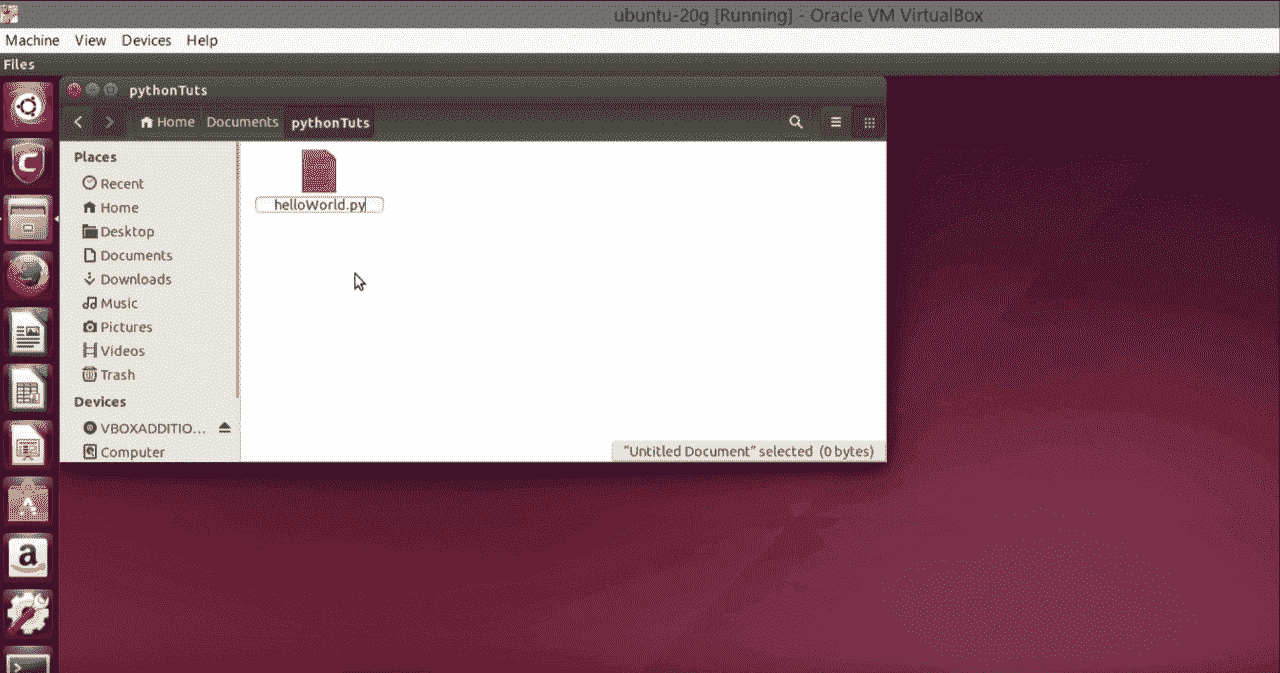 ubuntu-20g [Running] - Oracle VM VirtualBox
Machine View Devices Help
Files
pythonTuts
Home Documents pythonTuts
Places
Recent
Home
Desktop
Documents
Downloads
Music
Pictures
Videos
Trash
Devices
VBOXADDITIO...
Computer
helloWorld.py
"Untitled Document" selected (0 bytes)